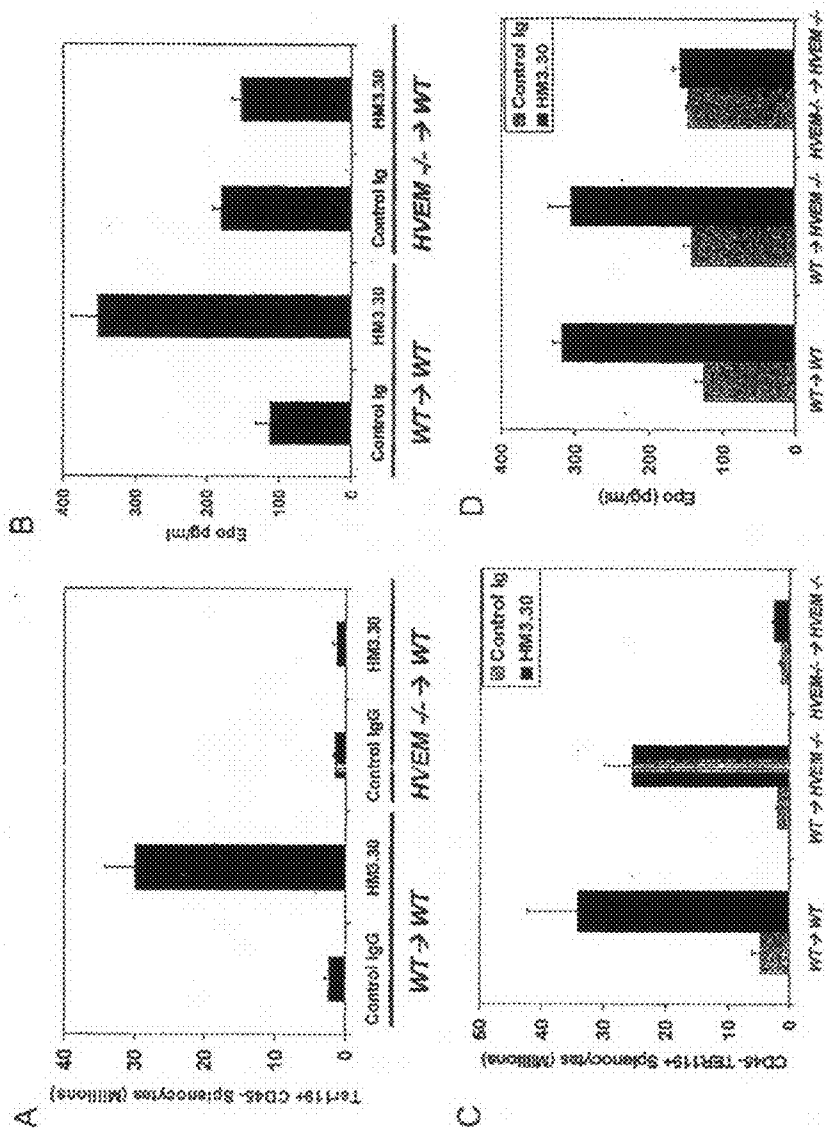 A
Ter119+ CD45- Splenocytes (Millions)
40
30
20
10
0
Control IgG
HM3.30
Control IgG
HM3.30
WT → WT
HVEM -/- → WT
B
Epo pg/ml
400
300
200
100
0
Control Ig
HM3.30
Control Ig
HM3.30
WT → WT
HVEM -/- → WT
C
CD45- TER119+ Splenocytes (Millions)
60
50
40
30
20
10
0
Control Ig
HM3.30
WT → WT
WT → HVEM -/-
HVEM-/- → HVEM -/-
D
Epo (pg/ml)
400
300
200
100
0
Control Ig
HM3.30
WT → WT
WT → HVEM -/-
HVEM-/- → HVEM -/-